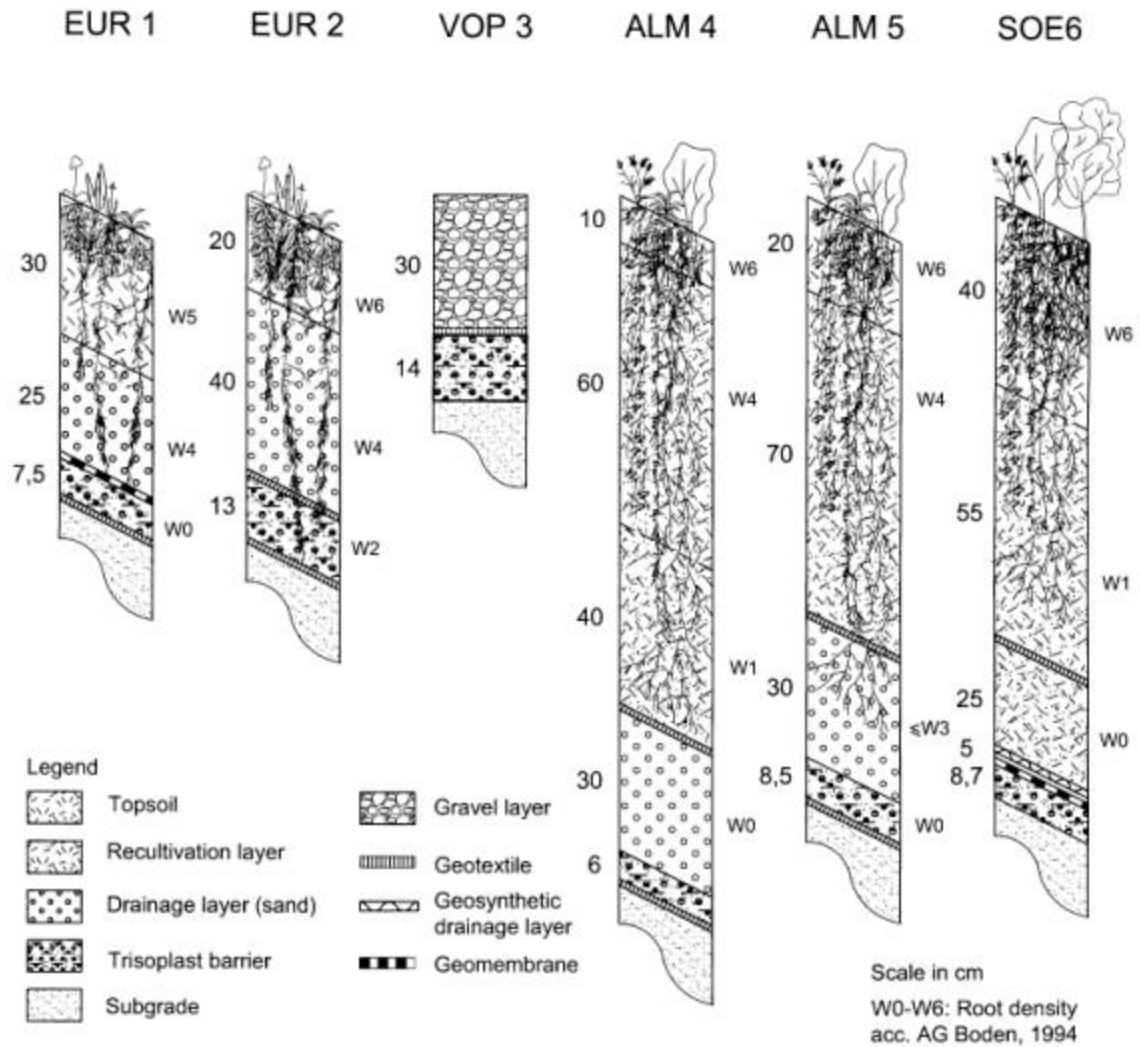 EUR 1
EUR 2
VOP 3
ALM 4
ALM 5
SOE6
30
25
7,5
W5
W4
W0
20
40
13
W6
W4
W2
30
14
10
60
40
30
6
W6
W4
W1
W0
20
70
30
8,5
W6
W4
≤W3
W0
40
55
25
5
8,7
W6
W1
W0
Legend
Topsoil
Recultivation layer
Drainage layer (sand)
Trisoplast barrier
Subgrade
Gravel layer
Geotextile
Geosynthetic
drainage layer
Geomembrane
Scale in cm
W0-W6: Root density
acc. AG Boden, 1994